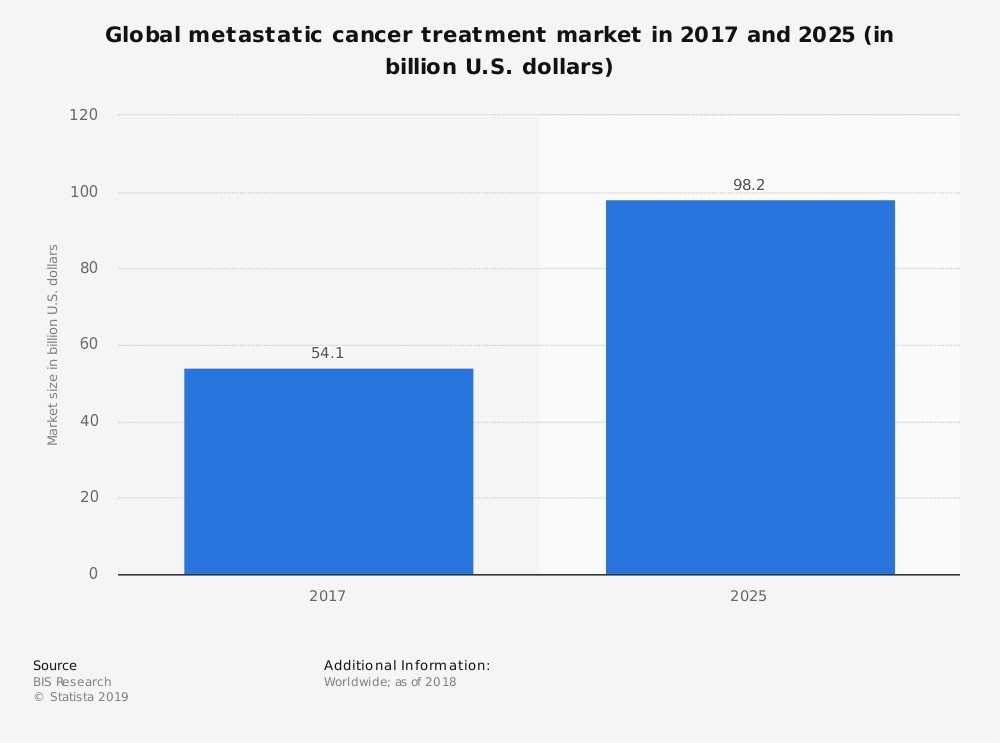 Global metastatic cancer treatment market in 2017 and 2025 (in
billion U.S. dollars)
Market size in billion U.S. dollars
120
100
80
60
40
20
0
54.1
98.2
2017
2025
Source
BIS Research
© Statista 2019
Additional Information:
Worldwide; as of 2018